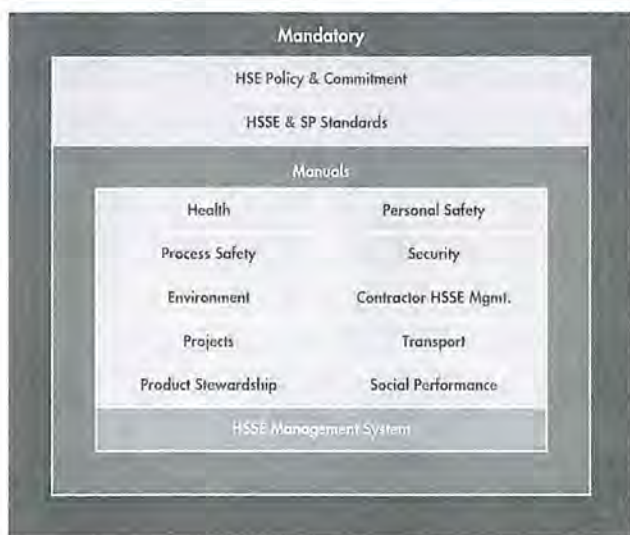 Mandatory
HSE Policy & Commitment
HSSE & SP Standards
Manuals
Health Personal Safety
Process Safety Security
Environment Contractor HSSE Mgmt.
Projects Transport
Product Stewardship Social Performance
HSSE Management System